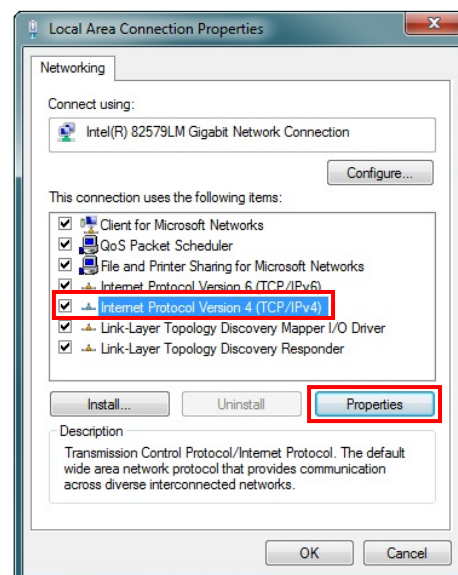 Local Area Connection Properties
Networking
Connect using:
Intel(R) 82579LM Gigabit Network Connection
Configure...
This connection uses the following items:
Client for Microsoft Networks
QoS Packet Scheduler
File and Printer Sharing for Microsoft Networks
Internet Protocol Version 6 (TCP/IPv6)
Internet Protocol Version 4 (TCP/IPv4)
Link-Layer Topology Discovery Mapper I/O Driver
Link-Layer Topology Discovery Responder
Install... Uninstall Properties
Description
Transmission Control Protocol/Internet Protocol. The default
wide area network protocol that provides communication
across diverse interconnected networks.
OK Cancel